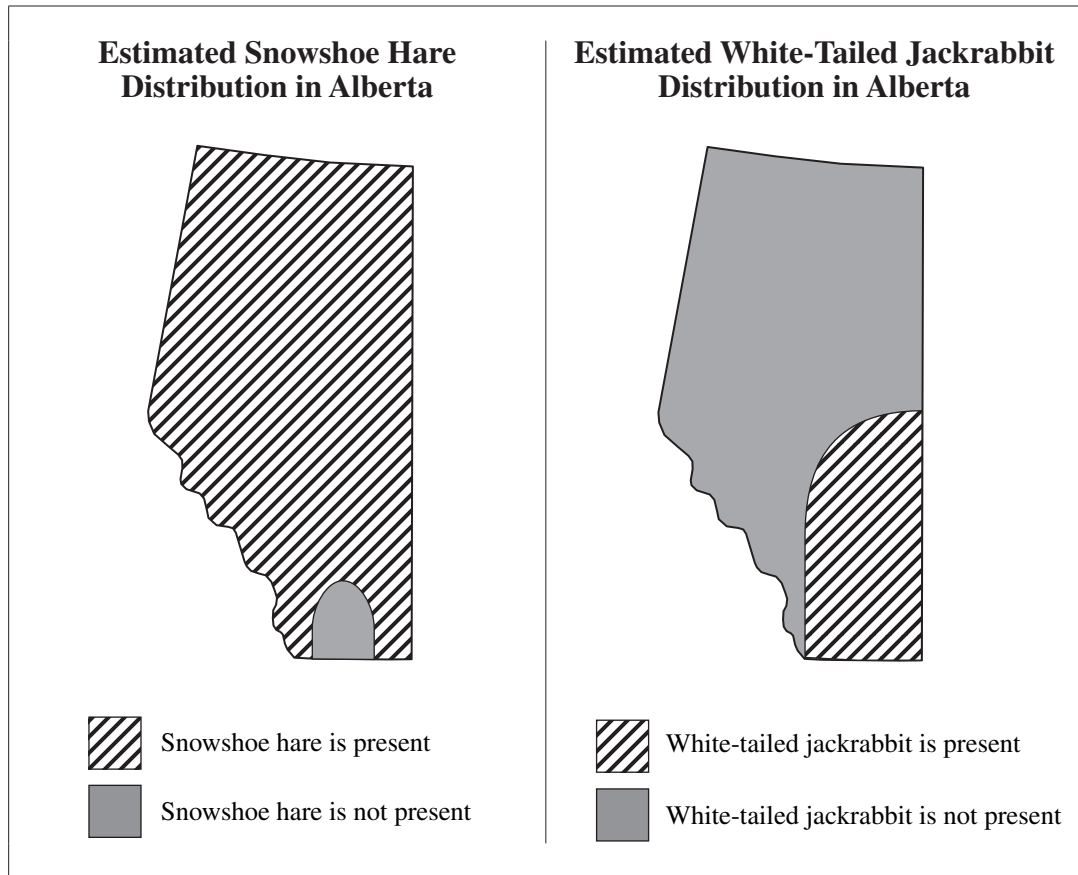 Estimated Snowshoe Hare
Distribution in Alberta
Snowshoe hare is present
Snowshoe hare is not present
Estimated White-Tailed Jackrabbit
Distribution in Alberta
White-tailed jackrabbit is present
White-tailed jackrabbit is not present